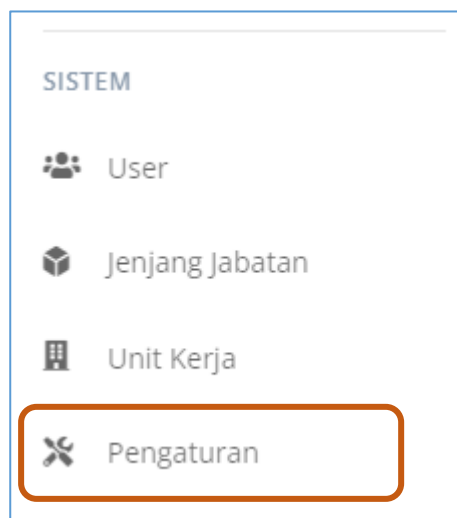 SISTEM
User
Jenjang Jabatan
Unit Kerja
Pengaturan